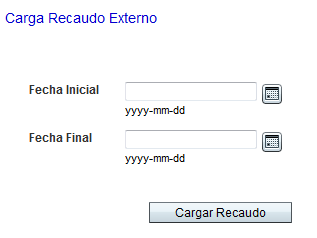 Carga Recaudo Externo
Fecha Inicial
yyyy-mm-dd
Fecha Final
yyyy-mm-dd
Cargar Recaudo